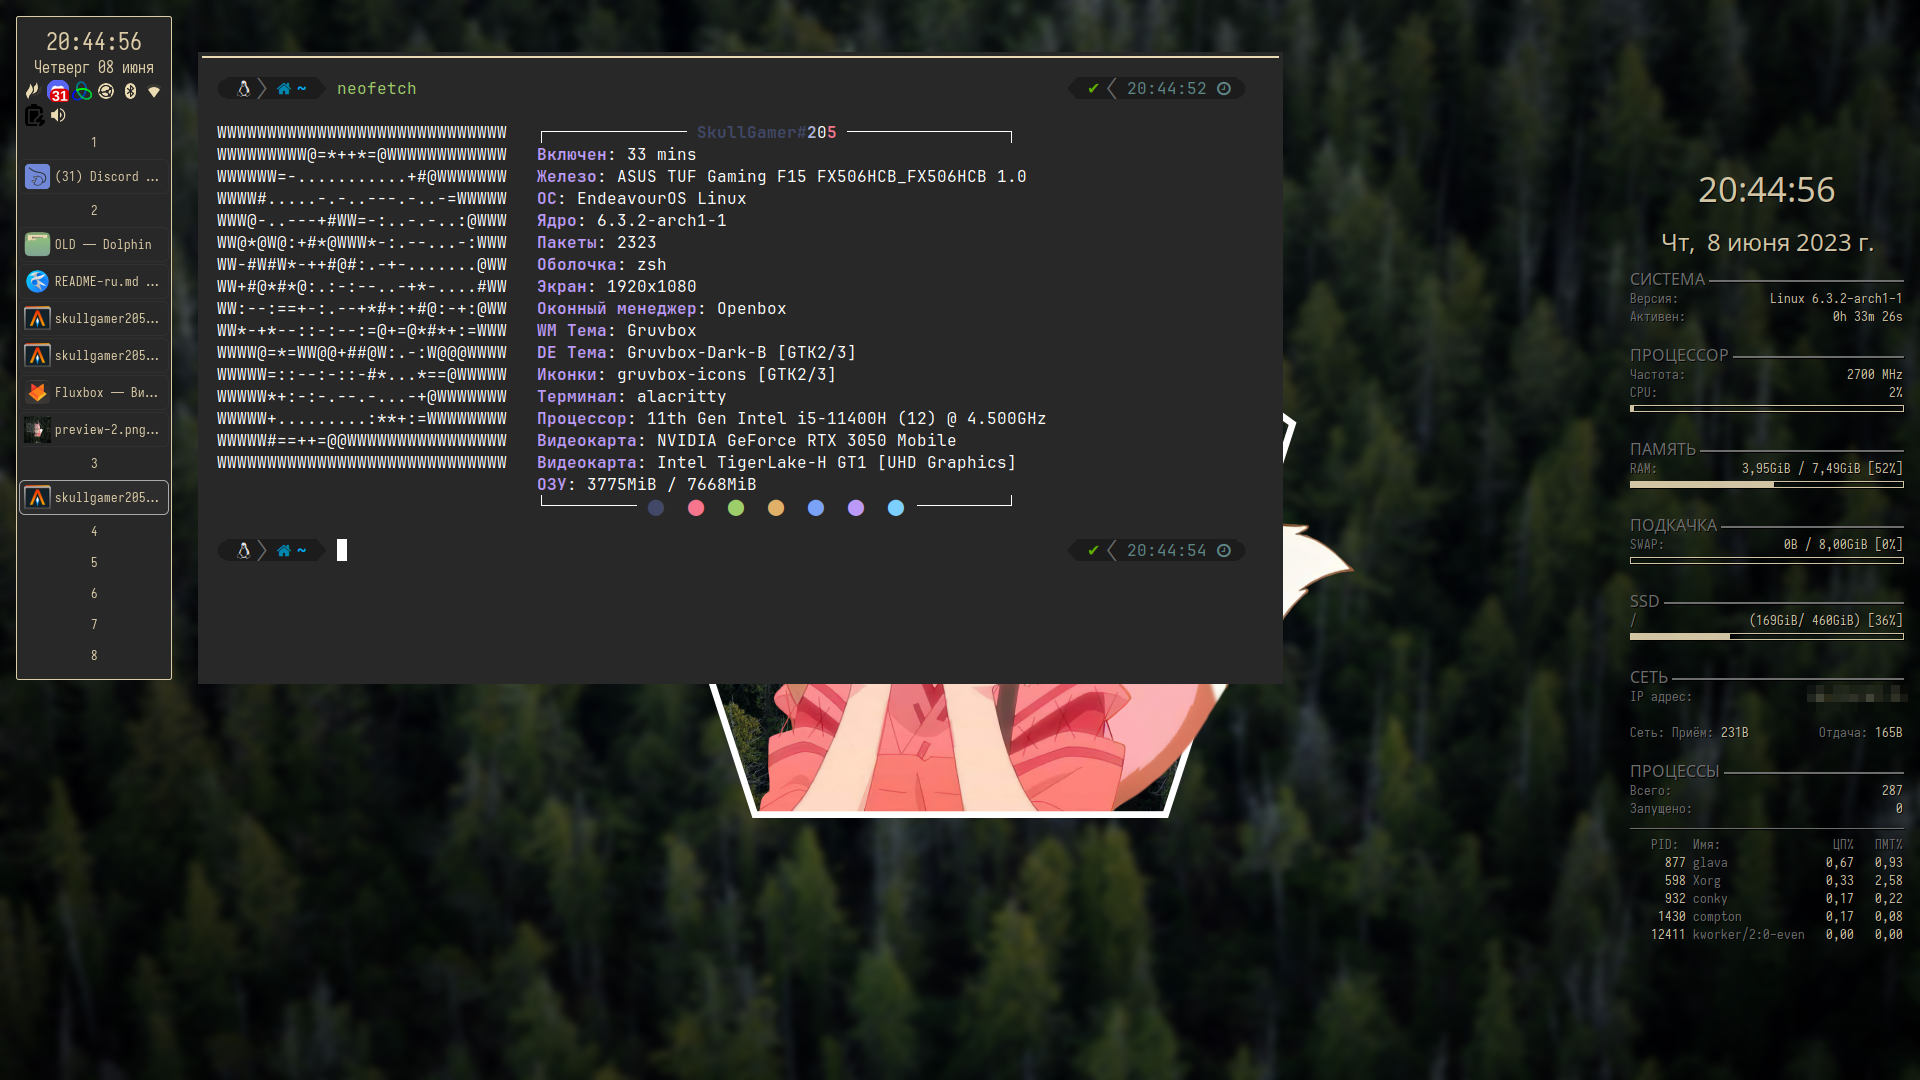 20:44:56
Четверг 08 июня
31
1
(31) Discord ...
2
OLD — Dolphin
README-ru.md ...
skullgamer205...
skullgamer205...
Fluxbox — Ви...
preview-2.png...
3
skullgamer205...
4
5
6
7
8
~ neofetch
✔ 20:44:52
WWWWWWWWWWWWWWWWWWWWWWWWWWWWW
WWWWWWWWW@=*++*=@WWWWWWWWWWWW
WWWWWW=-...........+#@WWWWWWW
WWWW#.....-.-..---.-..-=WWWWW
WWW@-..---+#WW=-:..-.-..:@WWW
WW@*@W@:+#*@WWW*-:.--...-:WWW
WW-#W#W*-++#@#:.-+-.......@WW
WW+#@*#*@:.:-:--..-+*-....#WW
WW:--:==+-:.--+*#+:+#@:-+:@WW
WW*-+*--::-:--:=@+=@*#*+:=WWW
WWWW@=*=WW@@+##@W:.-:W@@@WWWW
WWWWW=::--:-::-#*...*==@WWWWW
WWWWW*+:-:-.--.-...-+@WWWWWWW
WWWWW+.........:**+:=WWWWWWWW
WWWWW#==++=@@WWWWWWWWWWWWWWWW
WWWWWWWWWWWWWWWWWWWWWWWWWWWWW
SkullGamer#205
Включен: 33 mins
Железо: ASUS TUF Gaming F15 FX506HCB_FX506HCB 1.0
ОС: EndeavourOS Linux
Ядро: 6.3.2-arch1-1
Пакеты: 2323
Оболочка: zsh
Экран: 1920x1080
Оконный менеджер: Openbox
WM Тема: Gruvbox
DE Тема: Gruvbox-Dark-B [GTK2/3]
Иконки: gruvbox-icons [GTK2/3]
Терминал: alacritty
Процессор: 11th Gen Intel i5-11400H (12) @ 4.500GHz
Видеокарта: NVIDIA GeForce RTX 3050 Mobile
Видеокарта: Intel TigerLake-H GT1 [UHD Graphics]
ОЗУ: 3775MiB / 7668MiB
~
✔ 20:44:54
20:44:56
Чт, 8 июня 2023 г.
СИСТЕМА
Версия: Linux 6.3.2-arch1-1
Активен: 0h 33m 26s
ПРОЦЕССОР
Частота: 2700 MHz
CPU: 2%
ПАМЯТЬ
RAM: 3,95GiB / 7,49GiB [52%]
ПОДКАЧКА
SWAP: 0B / 8,00GiB [0%]
SSD
/ (169GiB/ 460GiB) [36%]
СЕТЬ
IP адрес:
Сеть: Приём: 231B Отдача: 165B
ПРОЦЕССЫ
Всего: 287
Запущено: 0
PID: Имя: ЦП% ПМТ%
877 glava 0,67 0,93
598 Xorg 0,33 2,58
932 conky 0,17 0,22
1430 compton 0,17 0,08
12411 kworker/2:0-even 0,00 0,00